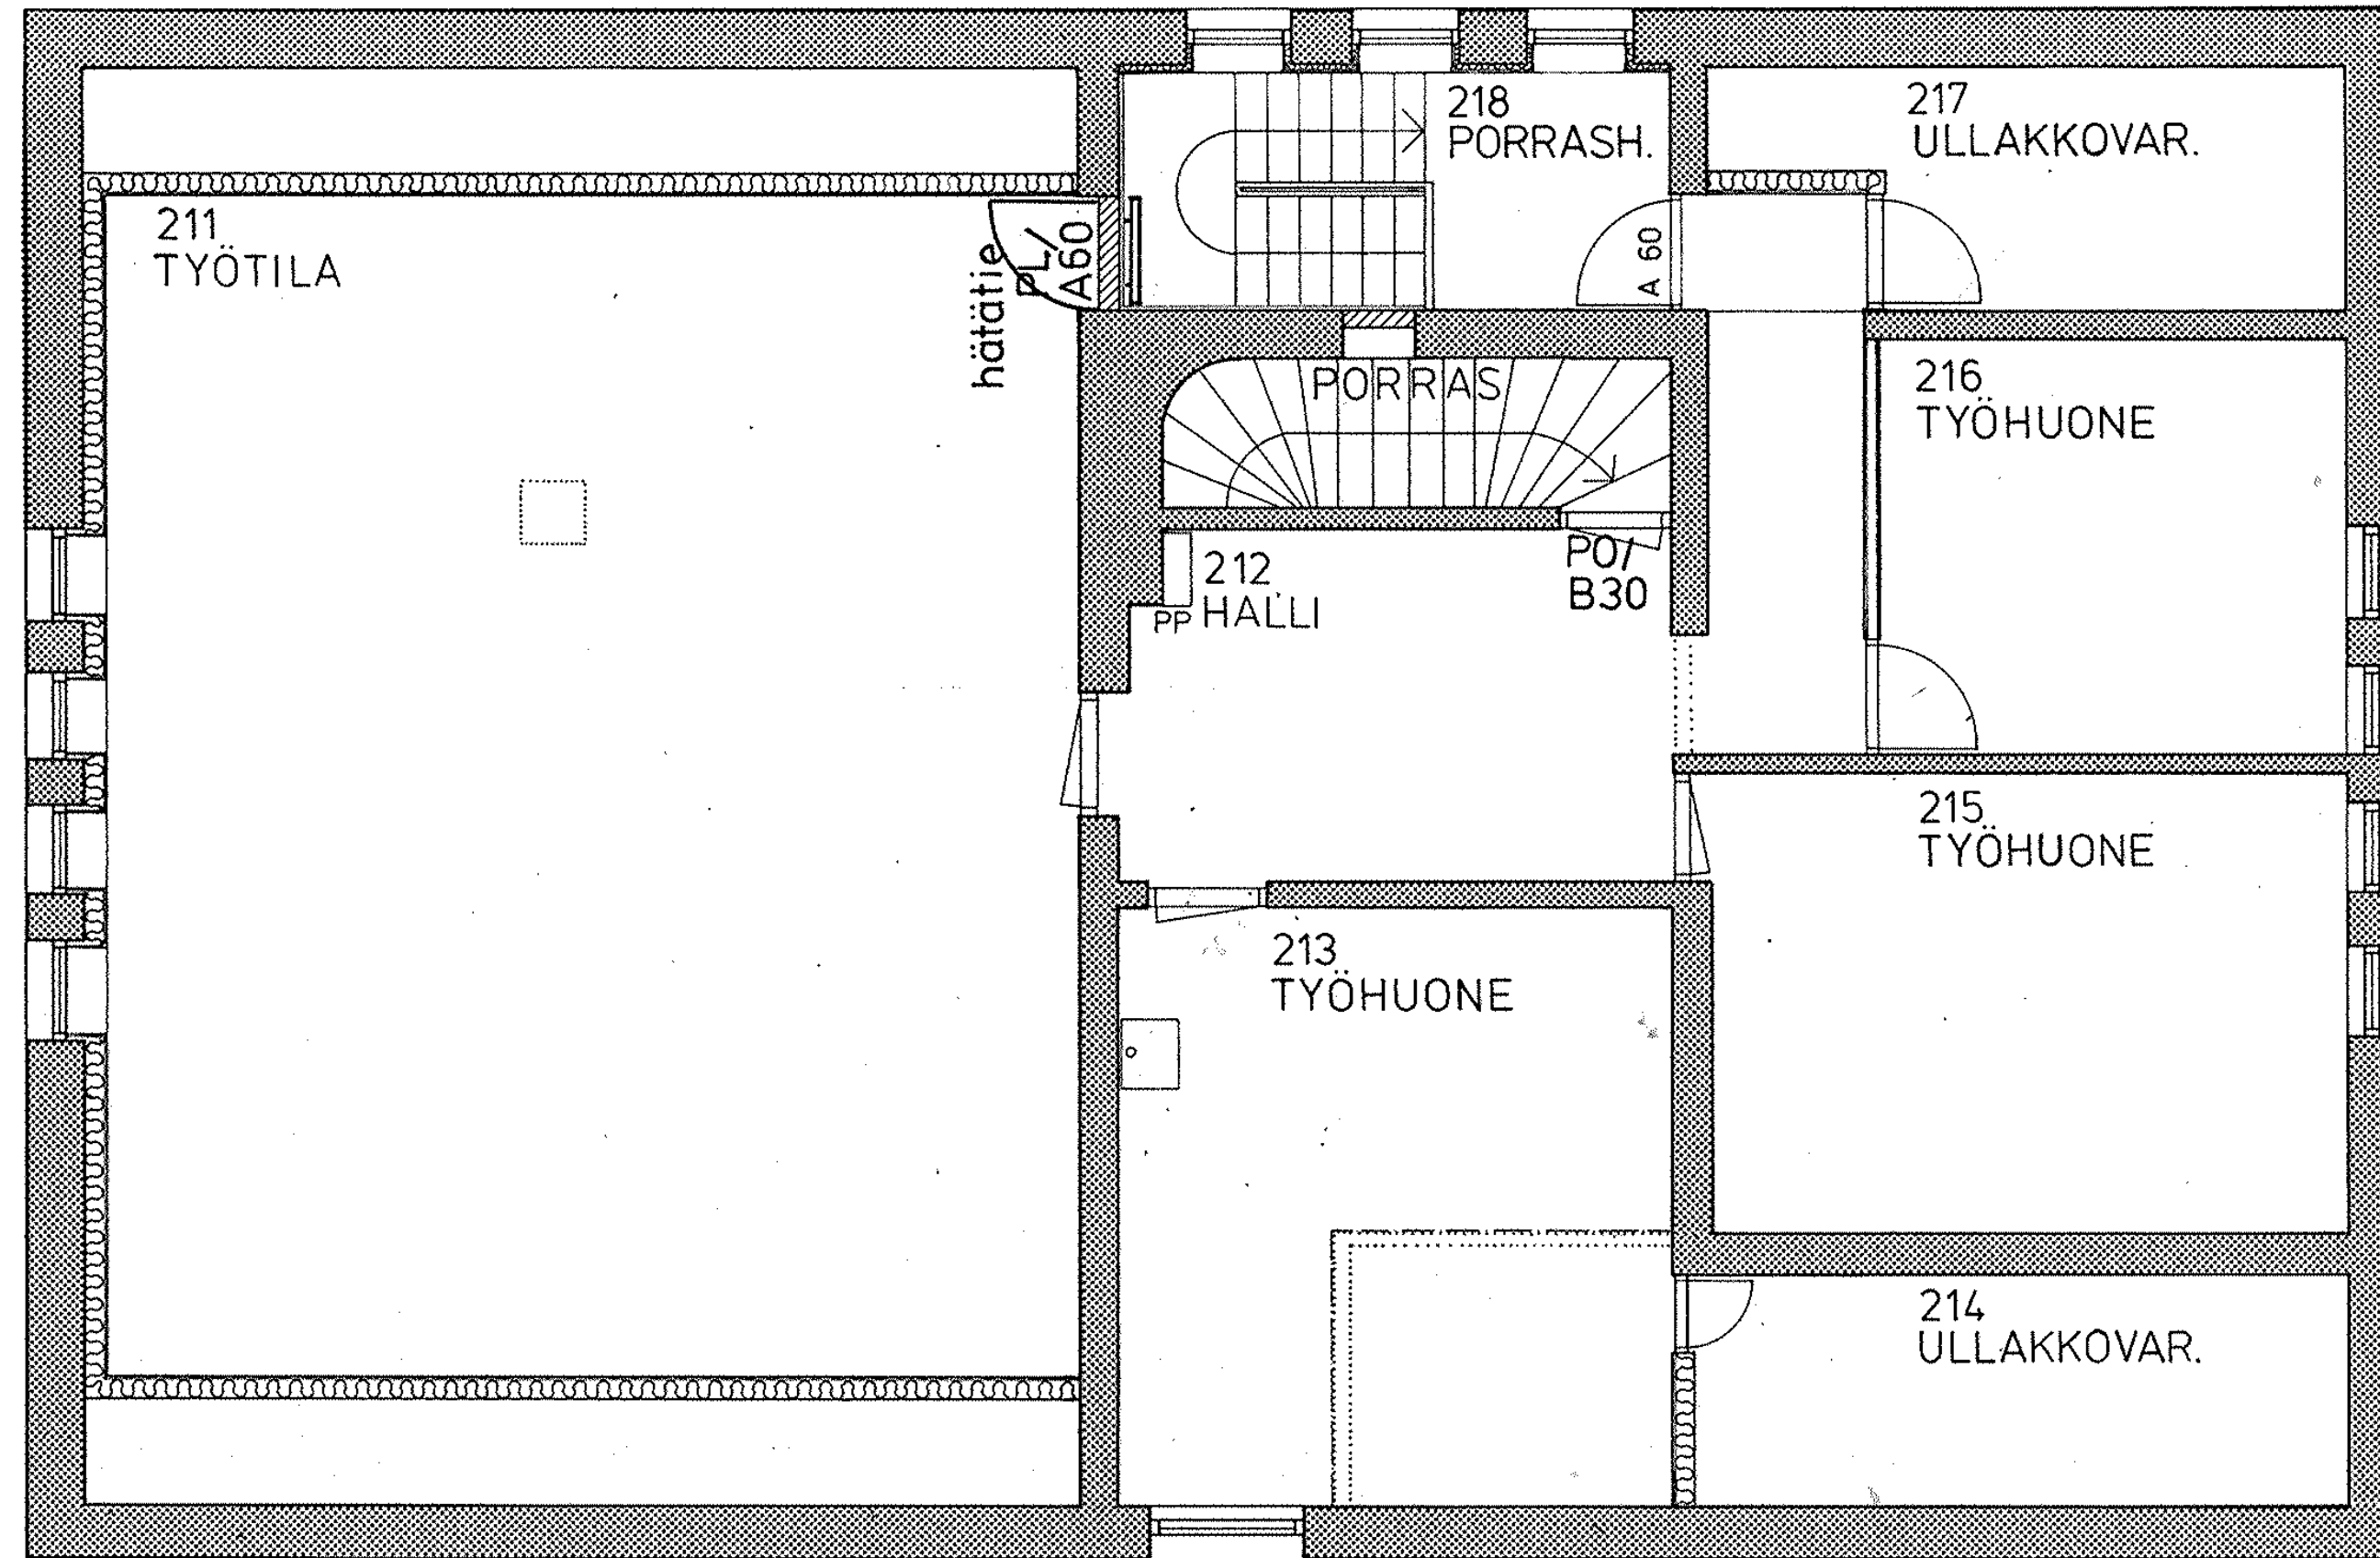 218
PORRASH.
217
ULLAKKOVAR.
211
TYÖTILA
hätätie
PL/
A60
A 60
PORRAS
216
TYÖHUONE
212
HALLI
PP
PO/
B30
215
TYÖHUONE
213
TYÖHUONE
214
ULLAKKOVAR.